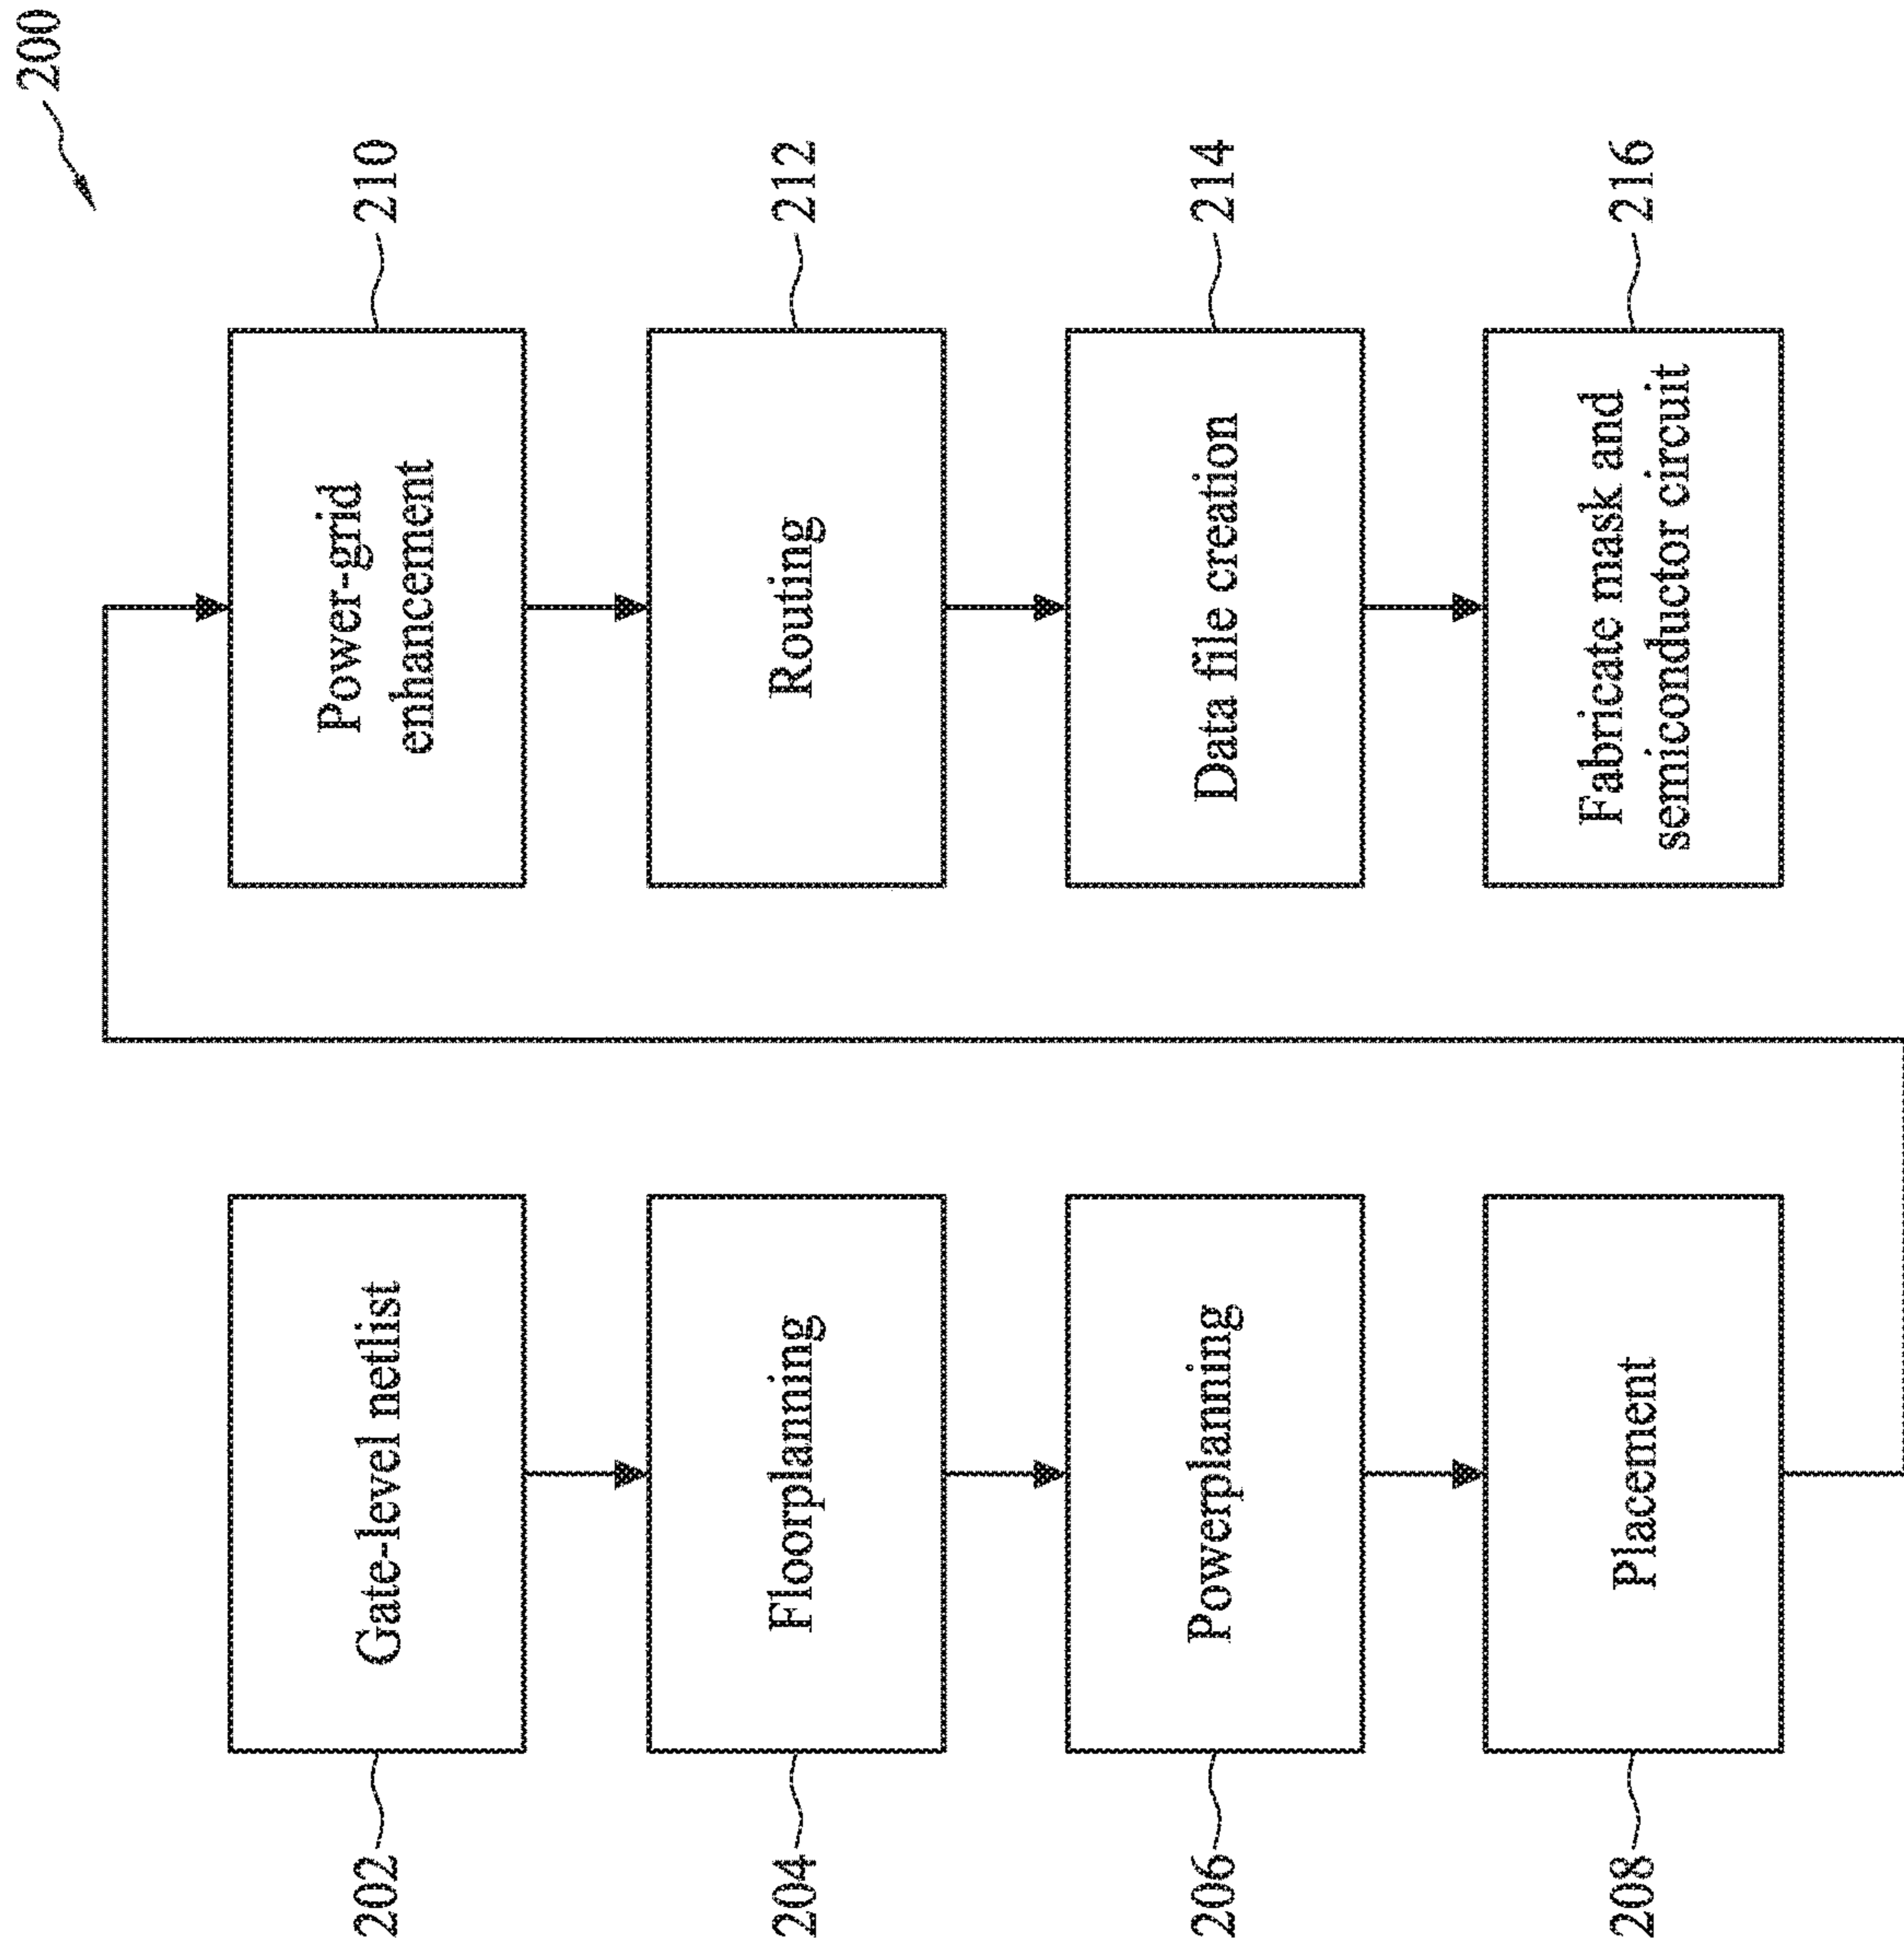 200
202
Gate-level netlist
204
Floorplanning
206
Powerplanning
208
Placement
210
Power-grid
enhancement
212
Routing
214
Data file creation
216
Fabricate mask and
semiconductor circuit